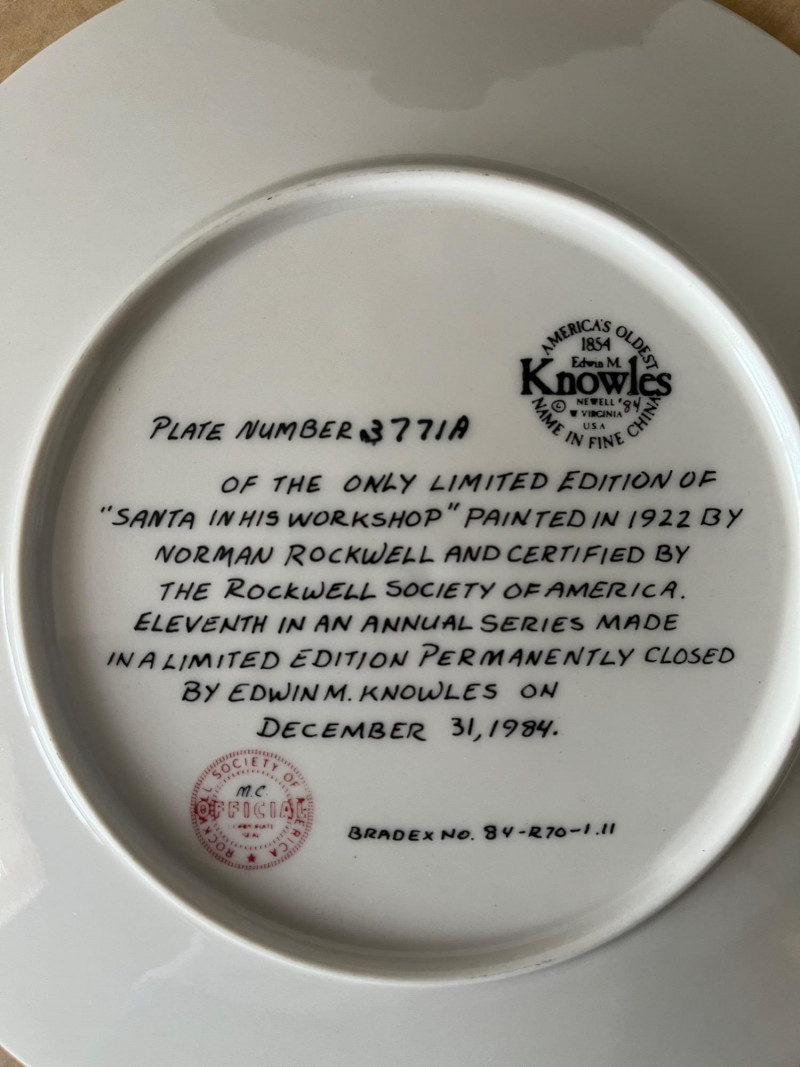 AMERICA'S OLDEST
1854
Edwin M.
Knowles
© NEWELL '84
W VIRGINIA
USA
NAME IN FINE CHINA
PLATE NUMBER 3771A
OF THE ONLY LIMITED EDITION OF
"SANTA IN HIS WORKSHOP" PAINTED IN 1922 BY
NORMAN ROCKWELL AND CERTIFIED BY
THE ROCKWELL SOCIETY OF AMERICA.
ELEVENTH IN AN ANNUAL SERIES MADE
IN A LIMITED EDITION PERMANENTLY CLOSED
BY EDWIN M. KNOWLES ON
DECEMBER 31, 1984.
ROCKWELL SOCIETY OF AMERICA
M.C.
OFFICIAL
SEAL
BRADEX NO. 84-R70-1.11